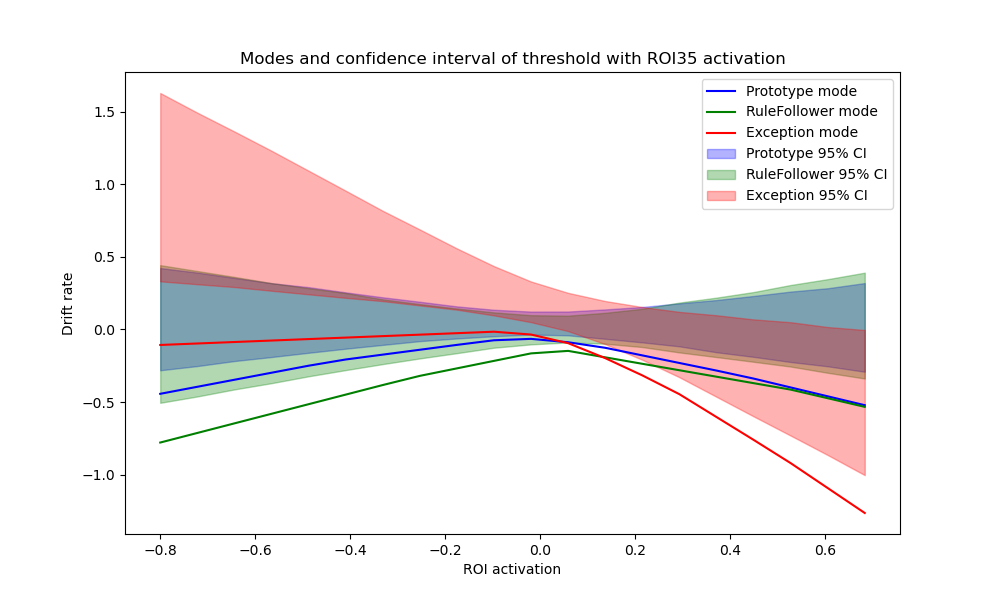 Modes and confidence interval of threshold with ROI35 activation
Prototype mode
RuleFollower mode
Exception mode
Prototype 95% CI
RuleFollower 95% CI
Exception 95% CI
Drift rate
1.5
1.0
0.5
0.0
−0.5
−1.0
−0.8 −0.6 −0.4 −0.2 0.0 0.2 0.4 0.6
ROI activation